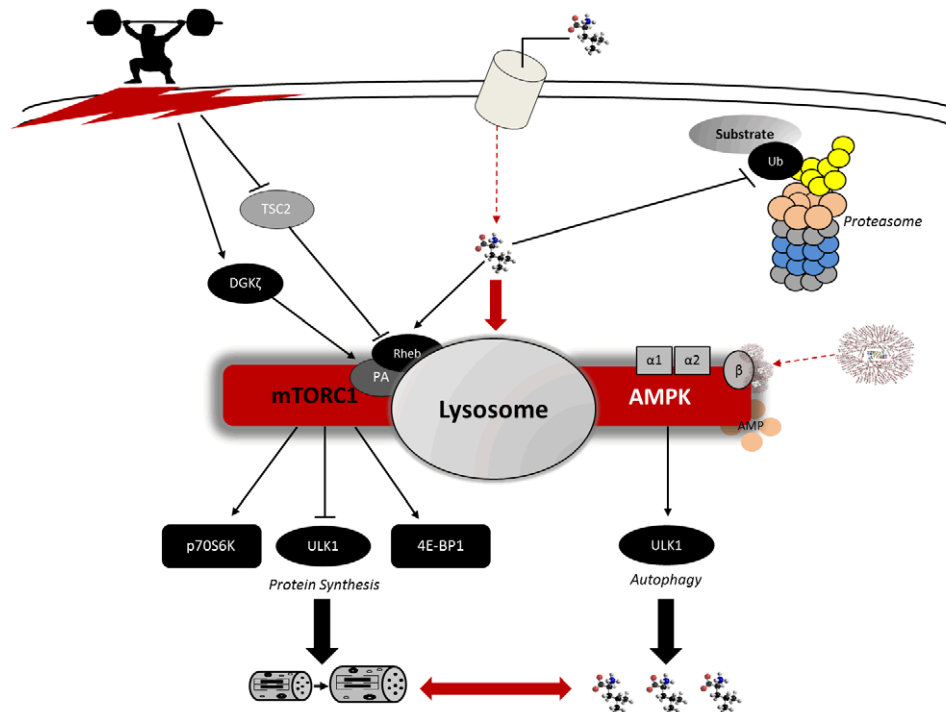 Substrate
Ub
Proteasome
TSC2
DGKζ
Rheb
PA
mTORC1
Lysosome
α1
α2
β
AMPK
AMP
p70S6K
ULK1
4E-BP1
ULK1
Protein Synthesis
Autophagy